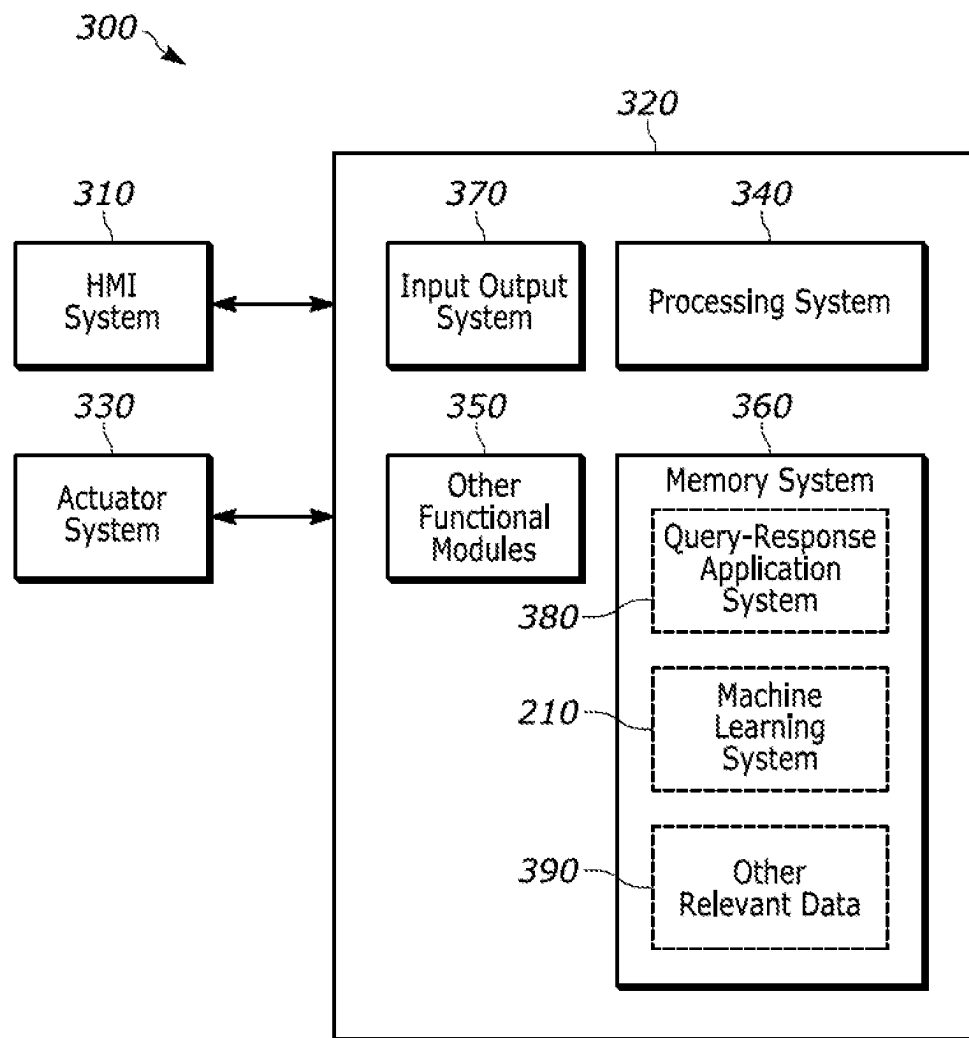 300
320
310
370
340
HMI
System
Input Output
System
Processing System
330
350
360
Actuator
System
Other
Functional
Modules
Memory System
Query-Response
Application
System
380
Machine
Learning
System
210
Other
Relevant Data
390